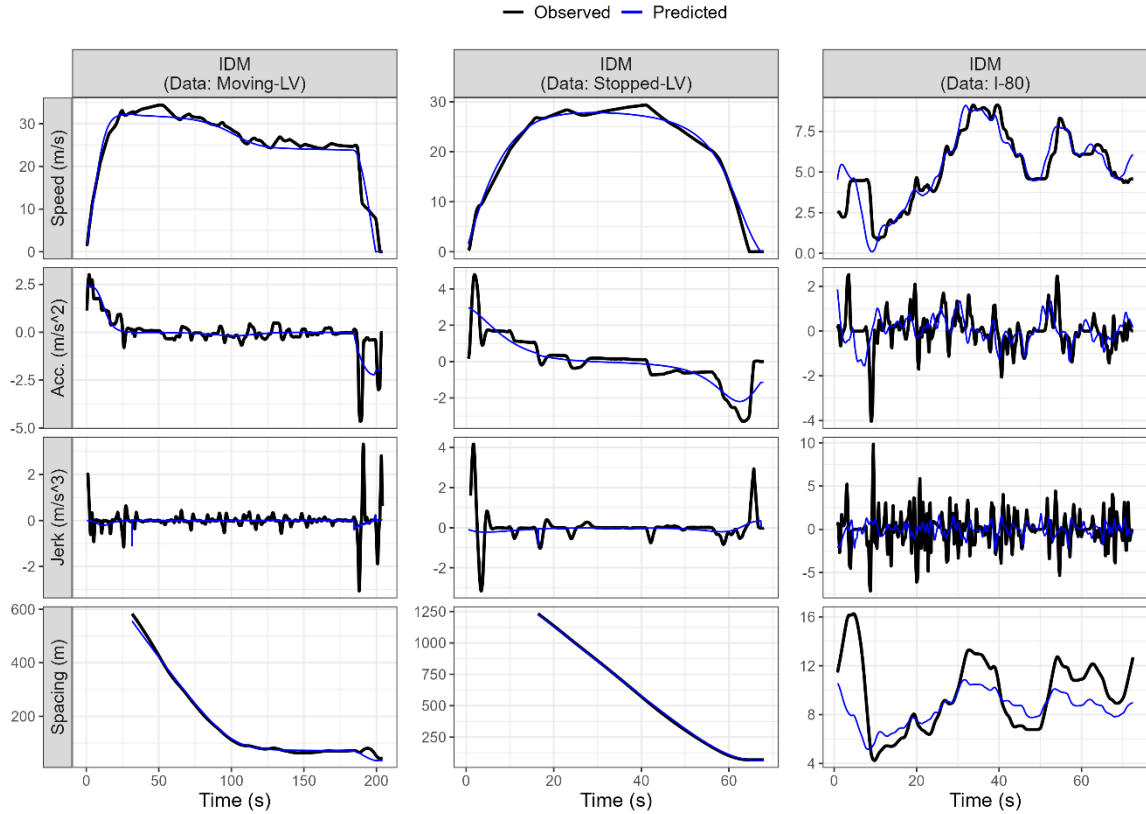 Observed Predicted
IDM
(Data: Moving-LV)
IDM
(Data: Stopped-LV)
IDM
(Data: I-80)
Speed (m/s)
30
20
10
0
30
20
10
0
7.5
5.0
2.5
0.0
Acc. (m/s^2)
2.5
0.0
-2.5
-5.0
4
2
0
-2
2
0
-2
-4
Jerk (m/s^3)
2
0
-2
4
2
0
-2
10
5
0
-5
Spacing (m)
600
400
200
1250
1000
750
500
250
16
12
8
4
0 50 100 150 200
0 20 40 60
0 20 40 60
Time (s)
Time (s)
Time (s)